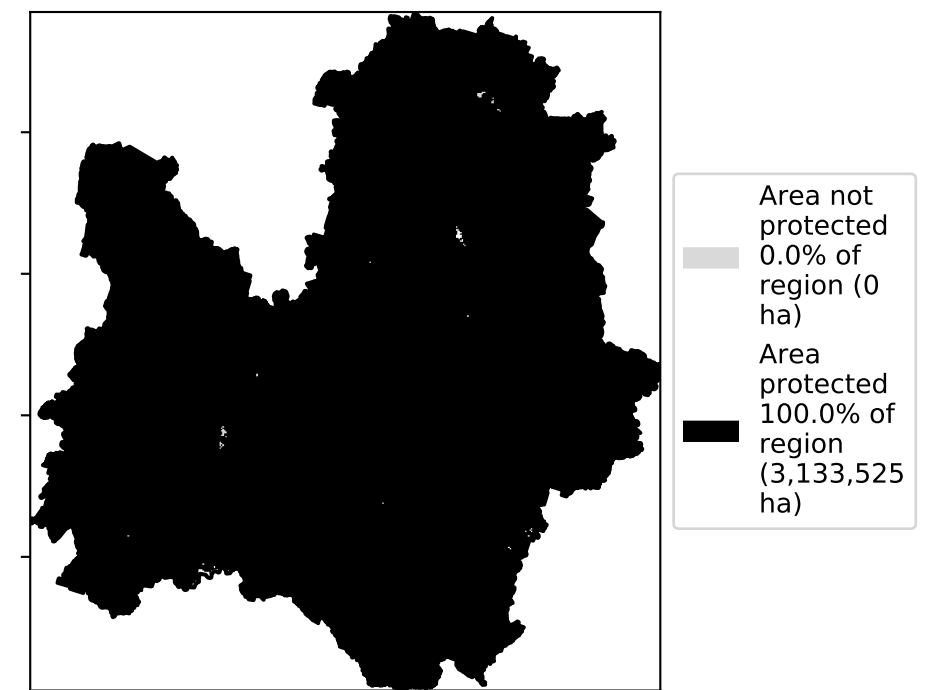 Area not
protected
0.0% of
region (0
ha)
Area
protected
100.0% of
region
(3,133,525
ha)